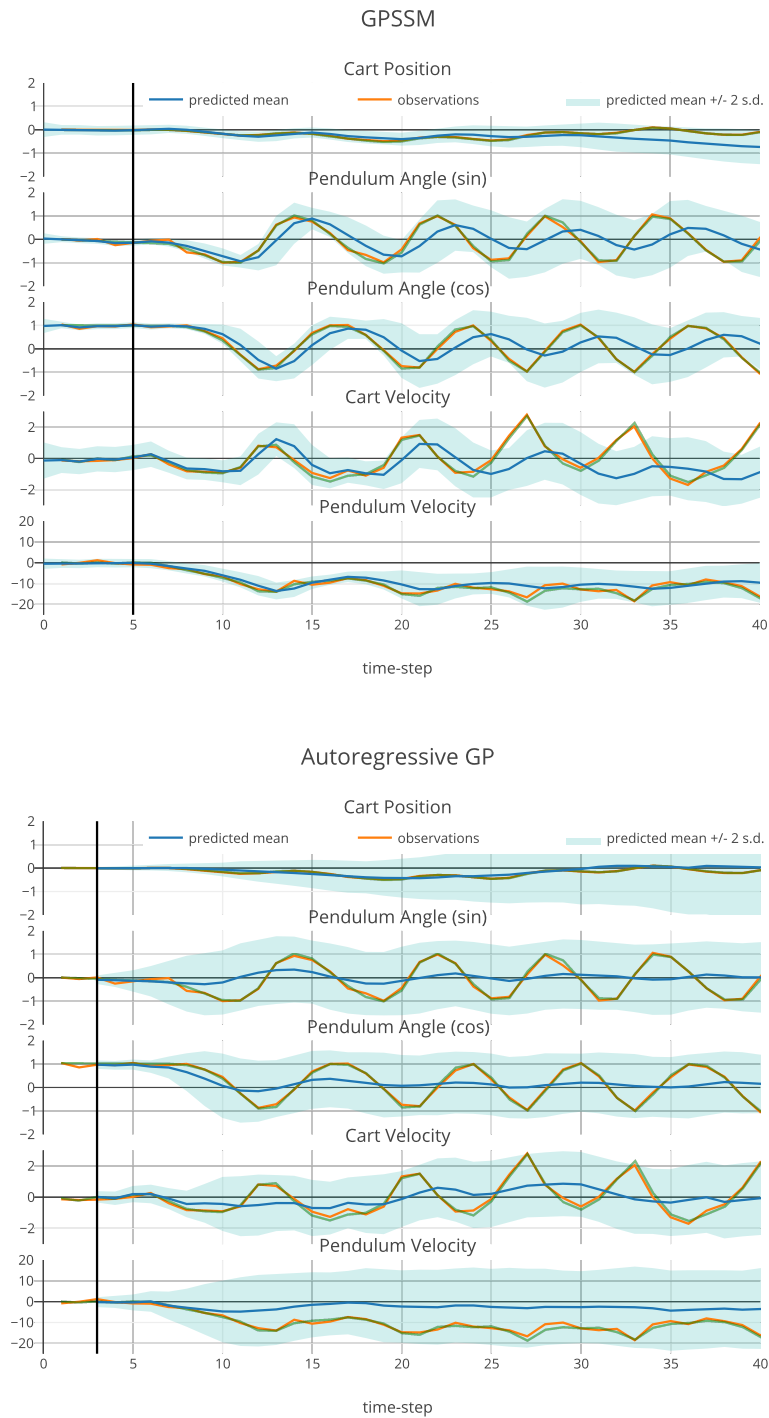 GPSSM
Cart Position
2
predicted mean observations predicted mean +/- 2 s.d.
1
0
−1
−2
Pendulum Angle (sin)
2
1
0
−1
−2
Pendulum Angle (cos)
2
1
0
−1
−2
Cart Velocity
2
0
−2
Pendulum Velocity
20
10
0
−10
−20
0 5 10 15 20 25 30 35 40
time-step
Autoregressive GP
Cart Position
2
predicted mean observations predicted mean +/- 2 s.d.
1
0
−1
−2
Pendulum Angle (sin)
2
1
0
−1
−2
Pendulum Angle (cos)
2
1
0
−1
−2
Cart Velocity
2
0
−2
Pendulum Velocity
20
10
0
−10
−20
0 5 10 15 20 25 30 35 40
time-step